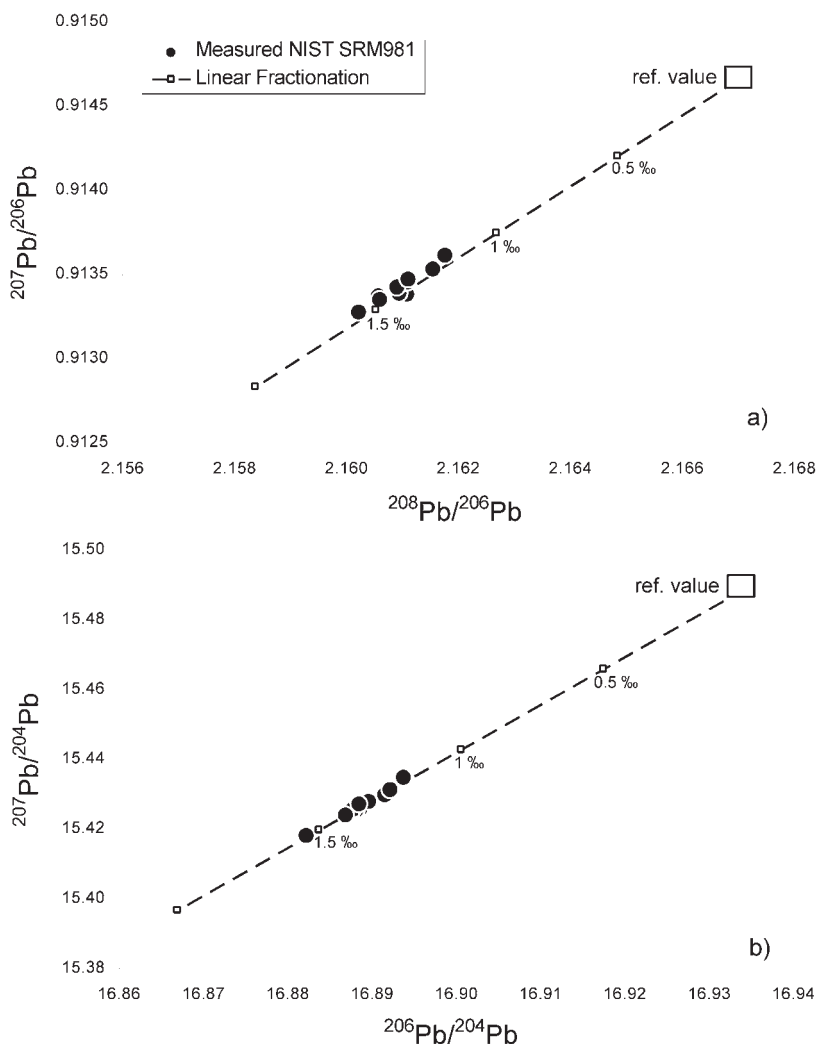 0.9150
Measured NIST SRM981
Linear Fractionation
ref. value
0.9145
0.5 ‰
0.9140
1 ‰
0.9135
1.5 ‰
0.9130
a)
0.9125
2.156 2.158 2.160 2.162 2.164 2.166 2.168
²⁰⁷Pb/²⁰⁶Pb
²⁰⁸Pb/²⁰⁶Pb
15.50
ref. value
15.48
0.5 ‰
15.46
1 ‰
15.44
15.42
1.5 ‰
15.40
b)
15.38
16.86 16.87 16.88 16.89 16.90 16.91 16.92 16.93 16.94
²⁰⁷Pb/²⁰⁴Pb
²⁰⁶Pb/²⁰⁴Pb